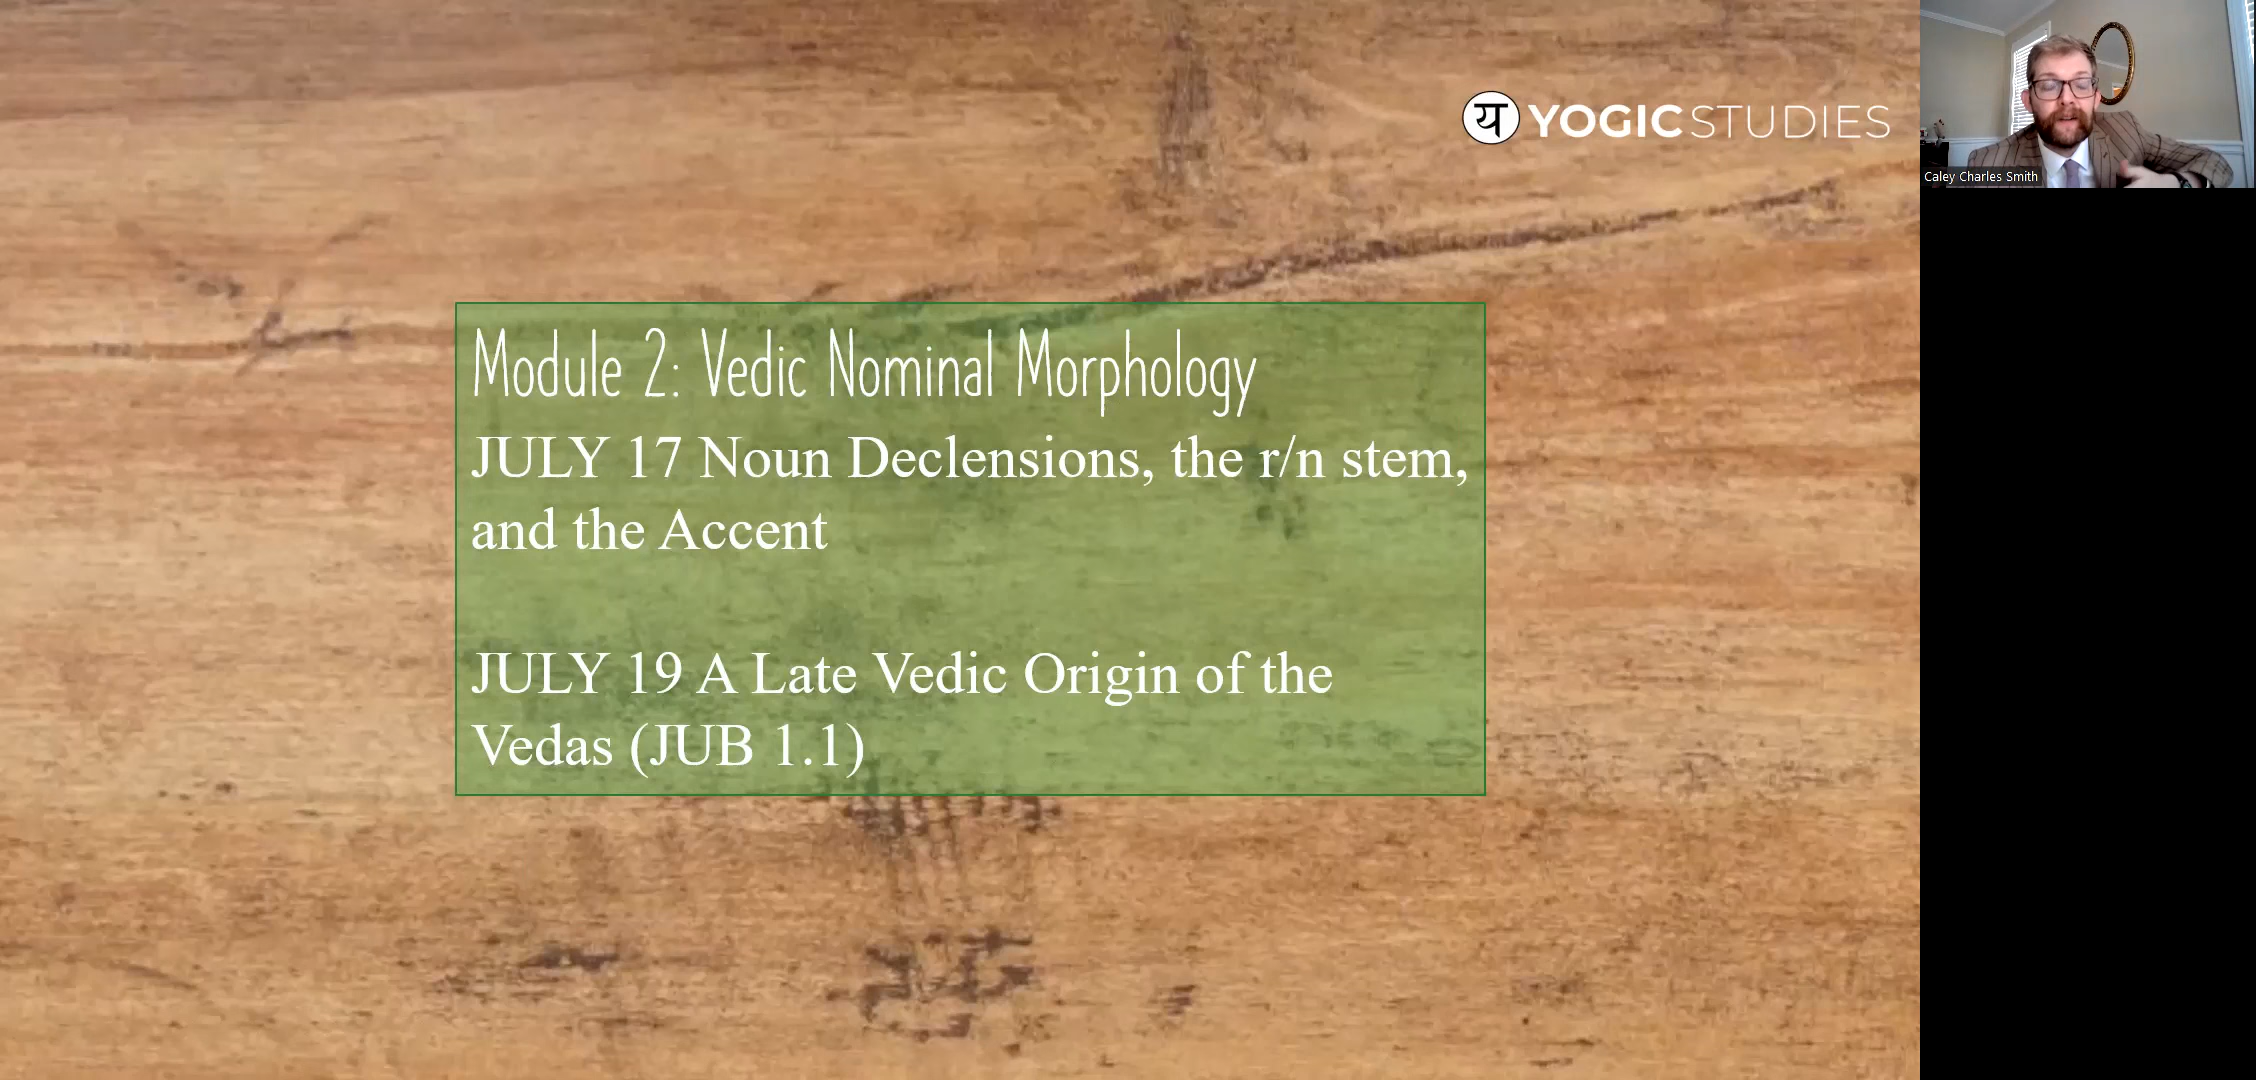 य YOGICSTUDIES
Caley Charles Smith
Module 2: Vedic Nominal Morphology
JULY 17 Noun Declensions, the r/n stem,
and the Accent
JULY 19 A Late Vedic Origin of the
Vedas (JUB 1.1)